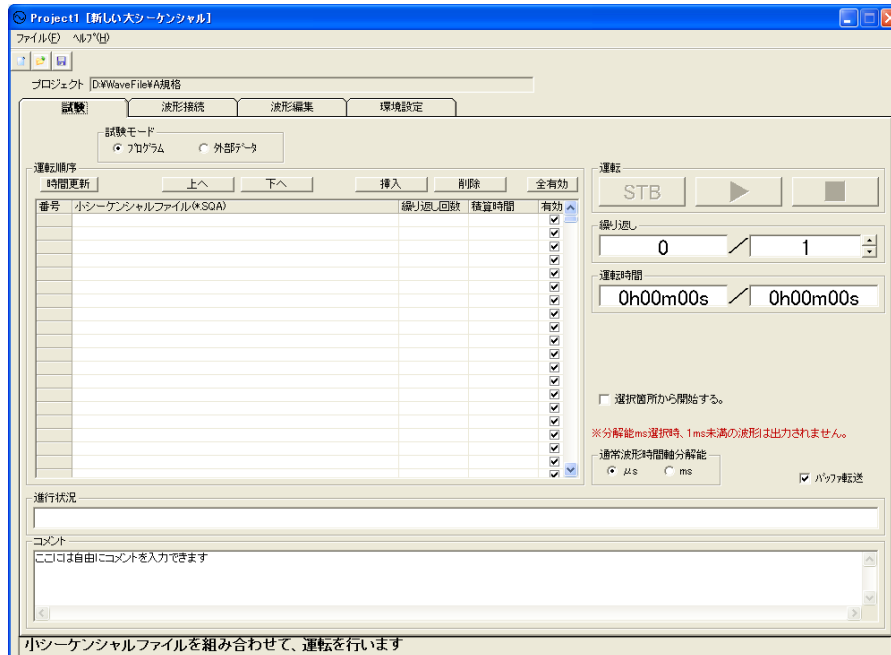 Project1 [新しい大シーケンシャル]
ファイル(F) ヘルプ(H)
プロジェクト D:¥WaveFile¥A規格
試験 波形接続 波形編集 環境設定
試験モード
プログラム 外部データ
運転順序
時間更新 上へ 下へ 挿入 削除 全有効
番号 小シーケンシャルファイル(*.SQA) 繰り返し回数 積算時間 有効
運転
STB
繰り返し
0 / 1
運転時間
0h00m00s / 0h00m00s
選択箇所から開始する。
※分解能ms選択時、1ms未満の波形は出力されません。
通常波形時間軸分解能
μs ms
バッファ転送
進行状況
コメント
ここには自由にコメントを入力できます
小シーケンシャルファイルを組み合わせて、運転を行います